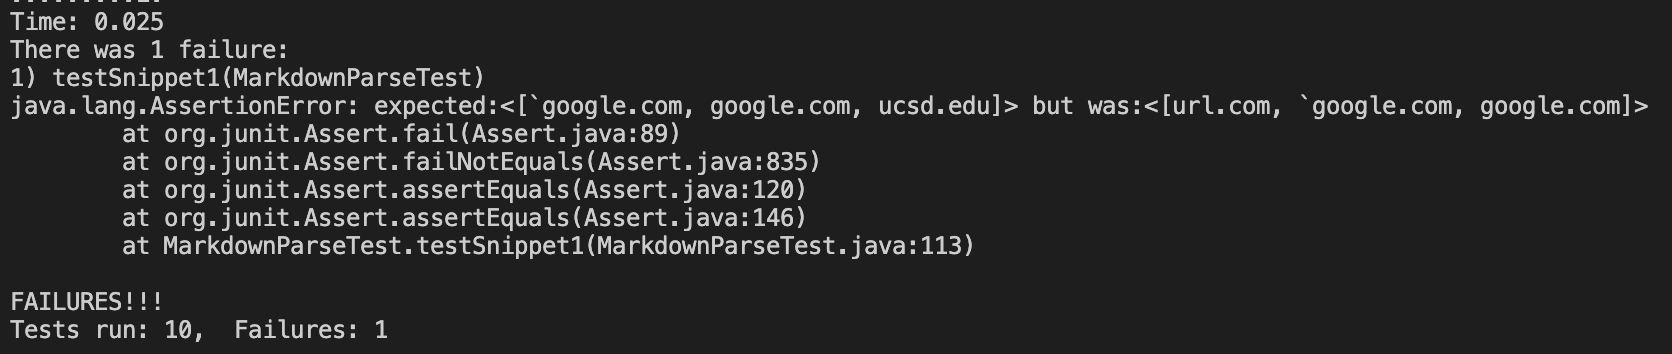 Time: 0.025
There was 1 failure:
1) testSnippet1(MarkdownParseTest)
java.lang.AssertionError: expected:<[`google.com, google.com, ucsd.edu]> but was:<[url.com, `google.com, google.com]>
        at org.junit.Assert.fail(Assert.java:89)
        at org.junit.Assert.failNotEquals(Assert.java:835)
        at org.junit.Assert.assertEquals(Assert.java:120)
        at org.junit.Assert.assertEquals(Assert.java:146)
        at MarkdownParseTest.testSnippet1(MarkdownParseTest.java:113)
FAILURES!!!
Tests run: 10,  Failures: 1